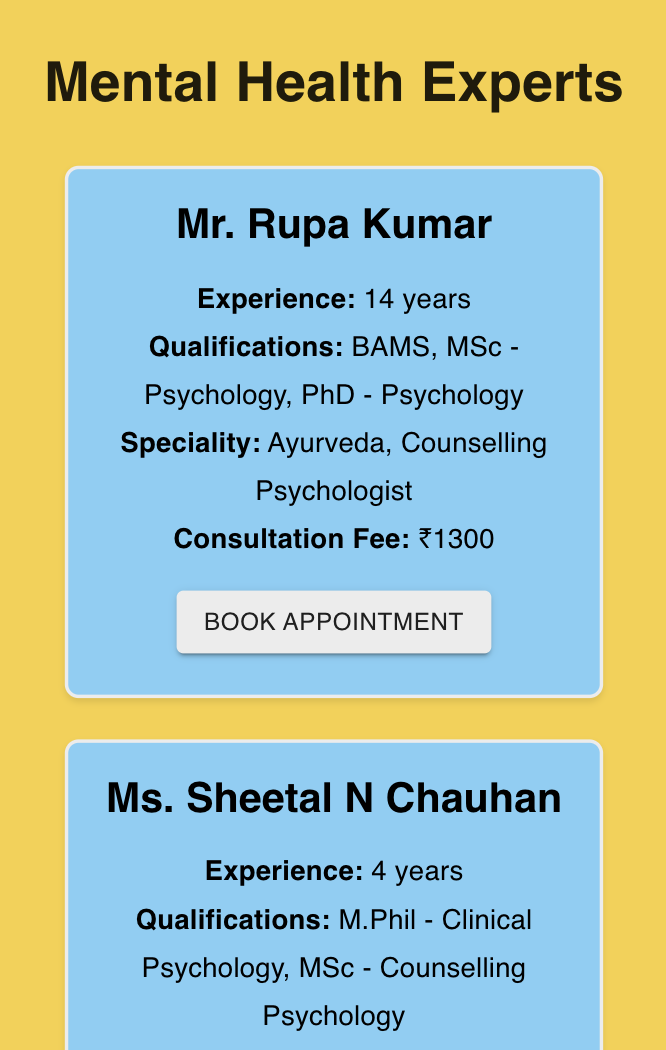 Mental Health Experts
Mr. Rupa Kumar
Experience: 14 years
Qualifications: BAMS, MSc -
Psychology, PhD - Psychology
Speciality: Ayurveda, Counselling
Psychologist
Consultation Fee: ₹1300
BOOK APPOINTMENT
Ms. Sheetal N Chauhan
Experience: 4 years
Qualifications: M.Phil - Clinical
Psychology, MSc - Counselling
Psychology